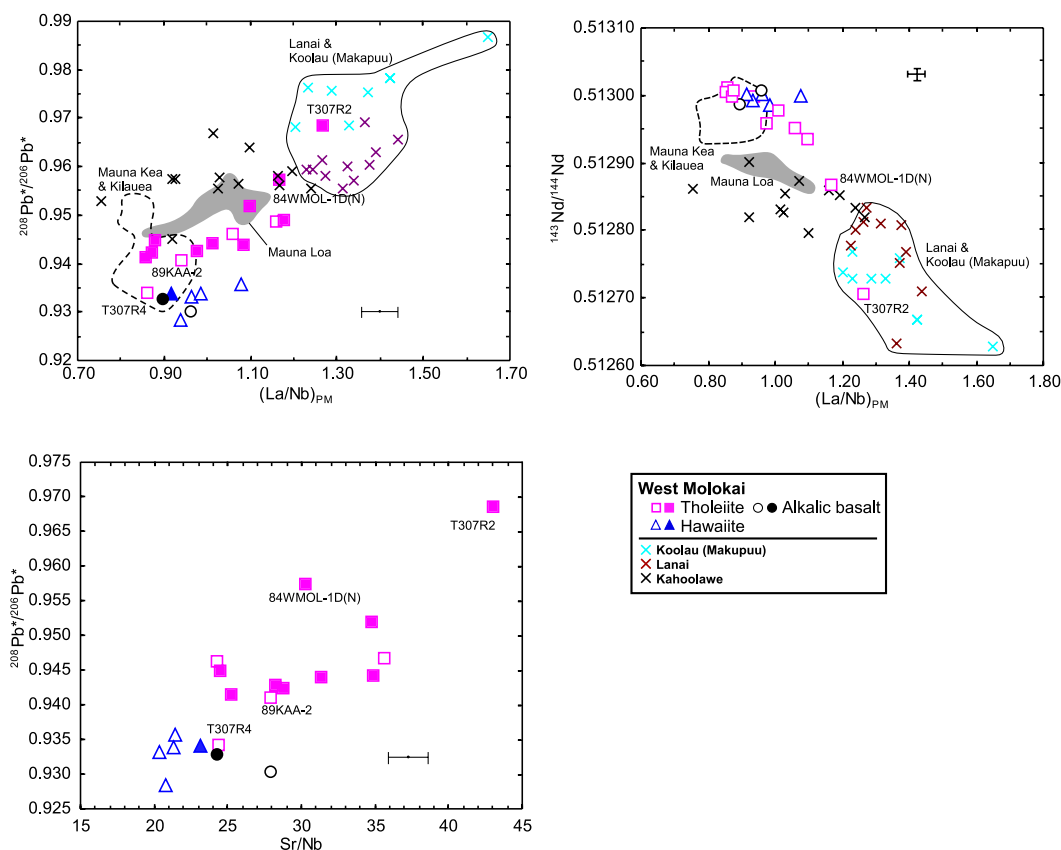 0.99
0.98
0.97
0.96
0.95
0.94
0.93
0.92
208Pb*/206Pb*
Lanai &
Koolau (Makapuu)
T307R2
Mauna Kea
& Kilauea
84WMOL-1D(N)
Mauna Loa
89KAA-2
T307R4
0.70 0.90 1.10 1.30 1.50 1.70
(La/Nb)PM
0.51310
0.51300
0.51290
0.51280
0.51270
0.51260
143Nd/144Nd
Mauna Kea
& Kilauea
Mauna Loa
84WMOL-1D(N)
Lanai &
Koolau (Makapuu)
T307R2
0.60 0.80 1.00 1.20 1.40 1.60 1.80
(La/Nb)PM
0.975
0.970
0.965
0.960
0.955
0.950
0.945
0.940
0.935
0.930
0.925
208Pb*/206Pb*
T307R2
84WMOL-1D(N)
89KAA-2
T307R4
15 20 25 30 35 40 45
Sr/Nb
West Molokai
Tholeiite Alkalic basalt
Hawaiite
Koolau (Makupuu)
Lanai
Kahoolawe